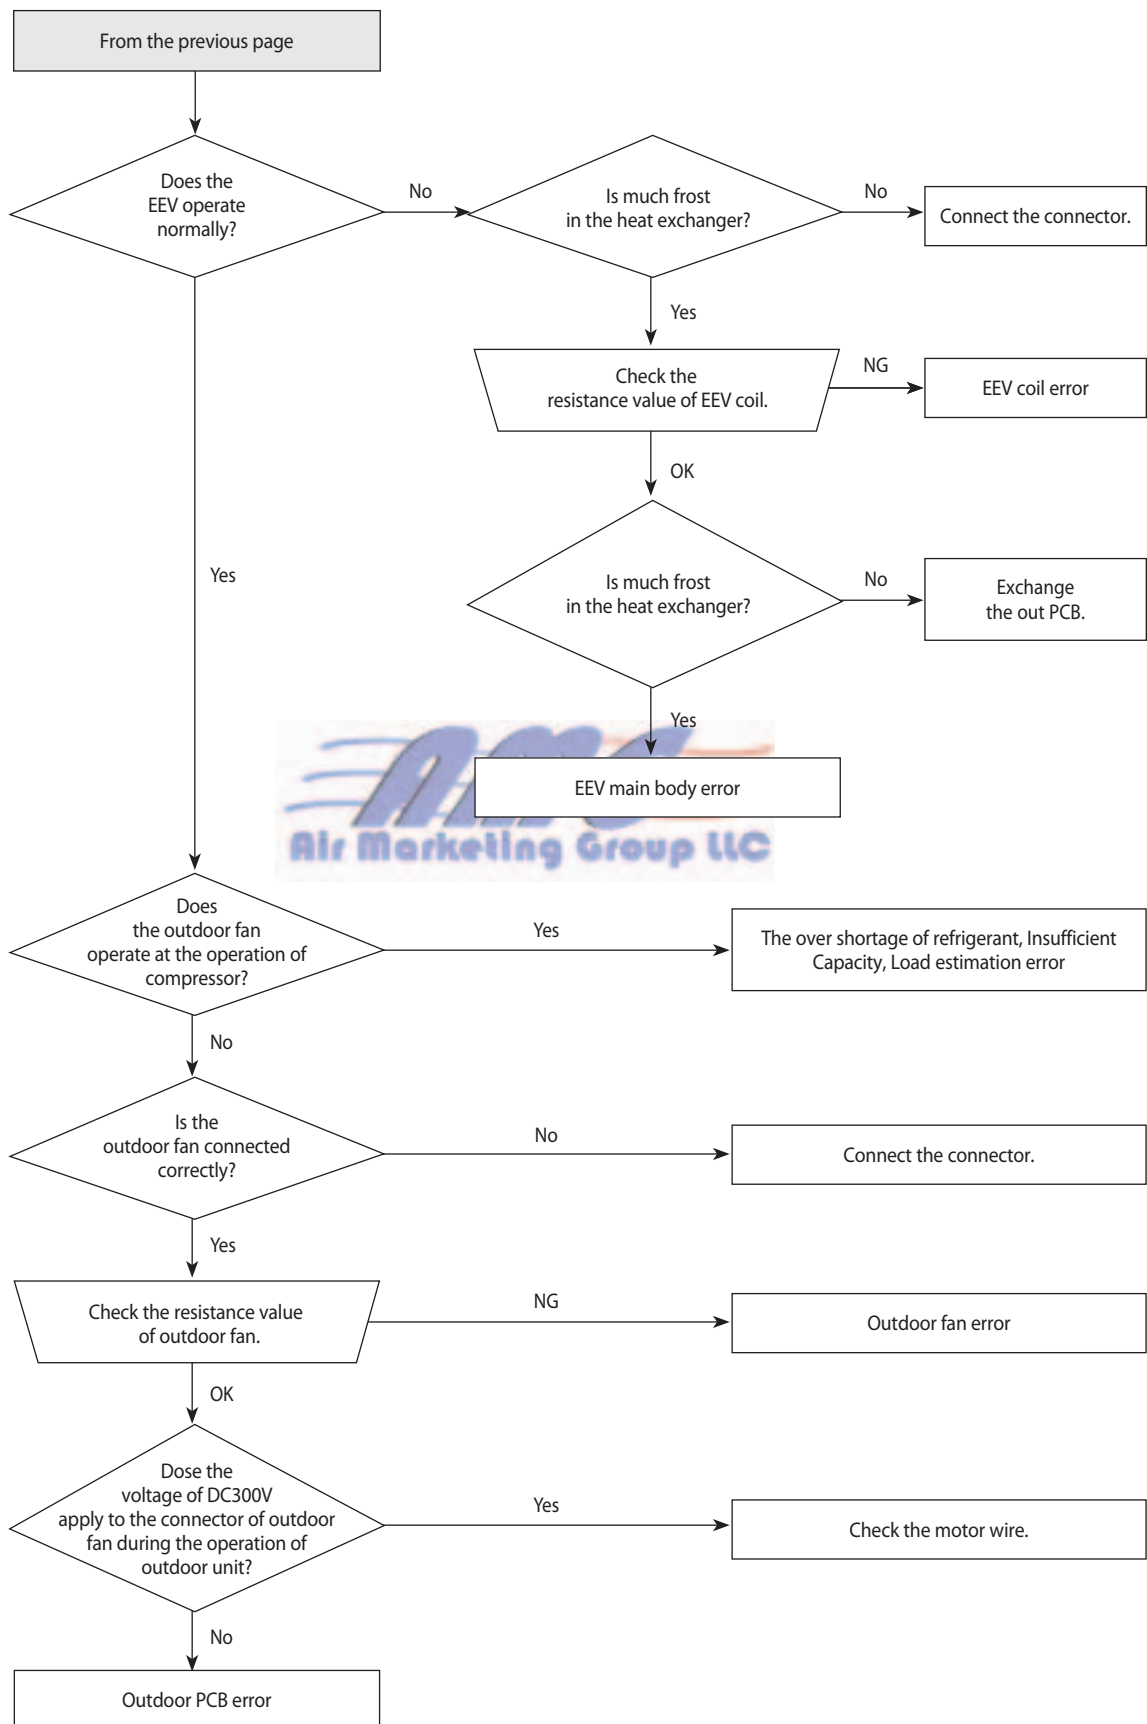 From the previous page
Does the
EEV operate
normally?
No
Is much frost
in the heat exchanger?
No
Connect the connector.
Yes
Check the
resistance value of EEV coil.
NG
EEV coil error
OK
Yes
Is much frost
in the heat exchanger?
No
Exchange
the out PCB.
Yes
EEV main body error
AMG
Air Marketing Group LLC
Does
the outdoor fan
operate at the operation of
compressor?
Yes
The over shortage of refrigerant, Insufficient
Capacity, Load estimation error
No
Is the
outdoor fan connected
correctly?
No
Connect the connector.
Yes
Check the resistance value
of outdoor fan.
NG
Outdoor fan error
OK
Dose the
voltage of DC300V
apply to the connector of outdoor
fan during the operation of
outdoor unit?
Yes
Check the motor wire.
No
Outdoor PCB error